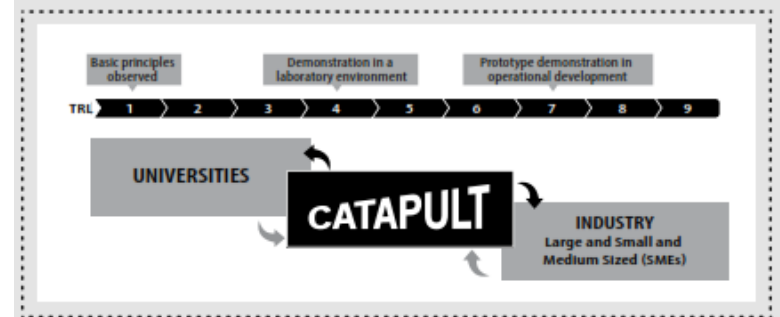 Basic principles
observed
Demonstration in a
laboratory environment
Prototype demonstration in
operational development
TRL 1 2 3 4 5 6 7 8 9
UNIVERSITIES
CATAPULT
INDUSTRY
Large and Small and
Medium Sized (SMEs)